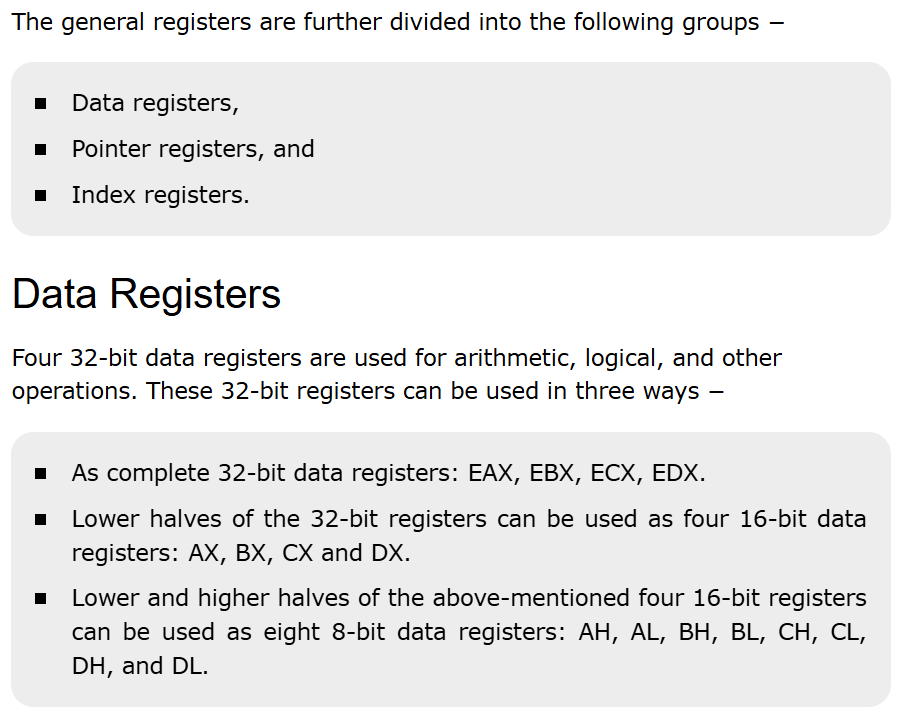 The general registers are further divided into the following groups −
▪ Data registers,
▪ Pointer registers, and
▪ Index registers.
Data Registers
Four 32-bit data registers are used for arithmetic, logical, and other
operations. These 32-bit registers can be used in three ways −
▪ As complete 32-bit data registers: EAX, EBX, ECX, EDX.
▪ Lower halves of the 32-bit registers can be used as four 16-bit data
registers: AX, BX, CX and DX.
▪ Lower and higher halves of the above-mentioned four 16-bit registers
can be used as eight 8-bit data registers: AH, AL, BH, BL, CH, CL,
DH, and DL.